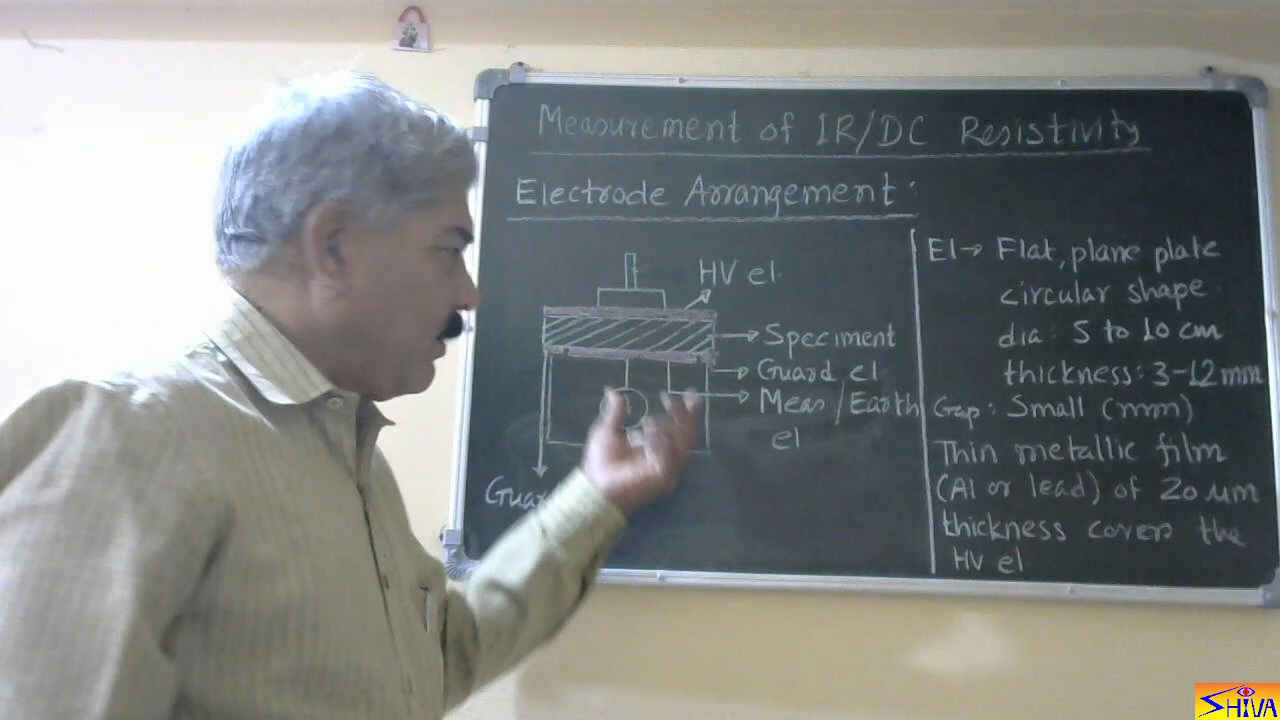 Measurement of IR/DC Resistivity
Electrode Arrangement:
HV el
Speciment
Guard el
Meas/Earth
el
El→ Flat, plane plate
circular shape
dia: 5 to 10 cm
thickness: 3-12 mm
Gap: Small (mm)
Thin metallic film
(Al or lead) of 20 μm
thickness covers the
HV el
SHIVA